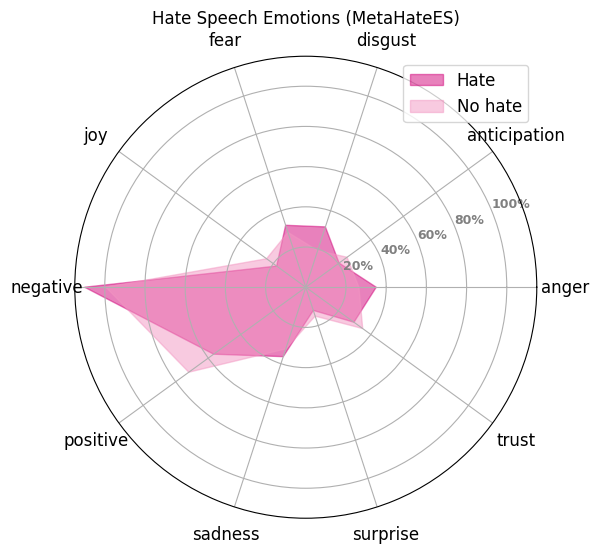 Hate Speech Emotions (MetaHateES)
fear
disgust
Hate
No hate
joy
anticipation
100%
80%
60%
40%
20%
negative
anger
positive
trust
sadness
surprise